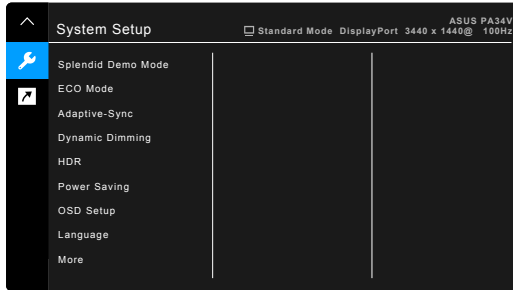 ASUS PA34V
System Setup
Standard Mode DisplayPort 3440 x 1440@ 100Hz
Splendid Demo Mode
ECO Mode
Adaptive-Sync
Dynamic Dimming
HDR
Power Saving
OSD Setup
Language
More